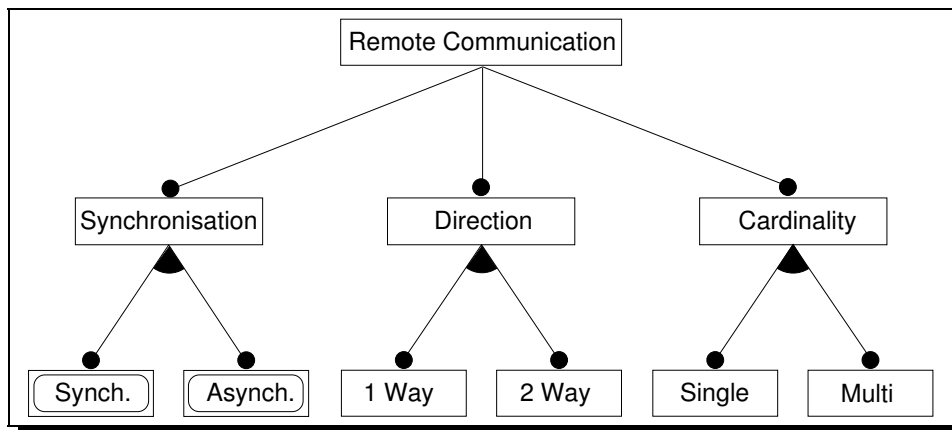 Remote Communication
Synchronisation
Direction
Cardinality
Synch.
Asynch.
1 Way
2 Way
Single
Multi